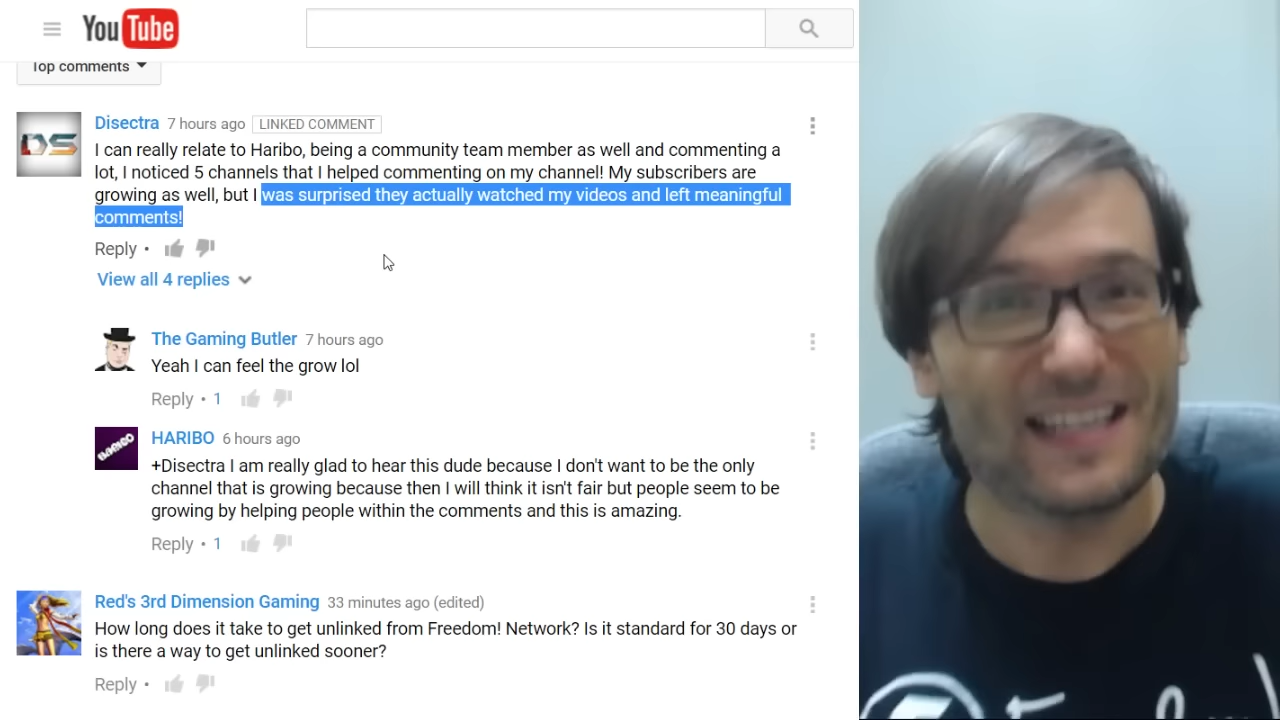 YouTube
Top comments
Disectra 7 hours ago LINKED COMMENT
I can really relate to Haribo, being a community team member as well and commenting a
lot, I noticed 5 channels that I helped commenting on my channel! My subscribers are
growing as well, but I was surprised they actually watched my videos and left meaningful
comments!
Reply •
View all 4 replies
DS
The Gaming Butler 7 hours ago
Yeah I can feel the grow lol
Reply • 1
HARIBO 6 hours ago
HARIBO
+Disectra I am really glad to hear this dude because I don't want to be the only
channel that is growing because then I will think it isn't fair but people seem to be
growing by helping people within the comments and this is amazing.
Reply • 1
Red's 3rd Dimension Gaming 33 minutes ago (edited)
How long does it take to get unlinked from Freedom! Network? Is it standard for 30 days or
is there a way to get unlinked sooner?
Reply •